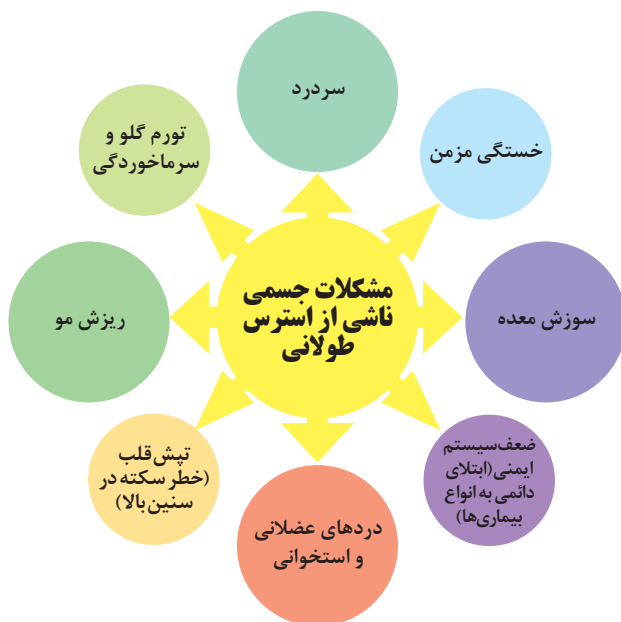 مشکلات جسمی
ناشی از استرس
طولانی
سردرد
خستگی مزمن
سوزش معده
ضعف سیستم
ایمنی (ابتلای
دائمی به انواع
بیماری‌ها)
دردهای عضلانی
و استخوانی
تپش قلب
(خطر سکته در
سنین بالا)
ریزش مو
تورم گلو و
سرماخوردگی